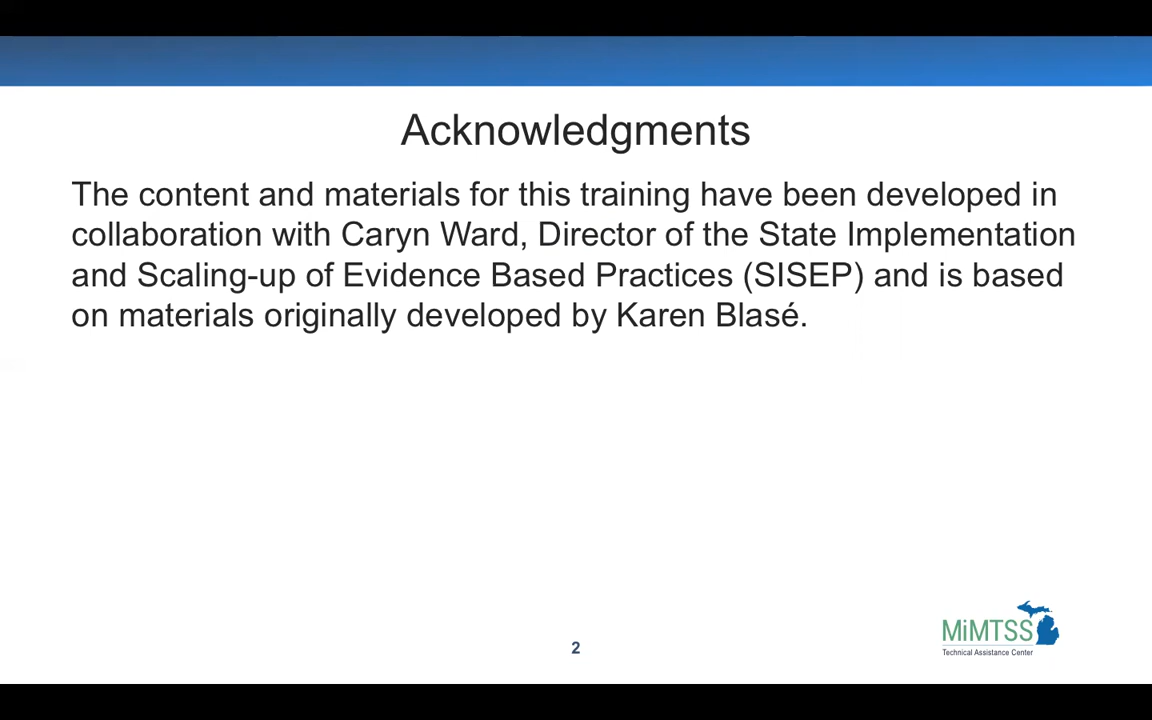 Acknowledgments
The content and materials for this training have been developed in
collaboration with Caryn Ward, Director of the State Implementation
and Scaling-up of Evidence Based Practices (SISEP) and is based
on materials originally developed by Karen Blasé.
MiMTSS
Technical Assistance Center
2